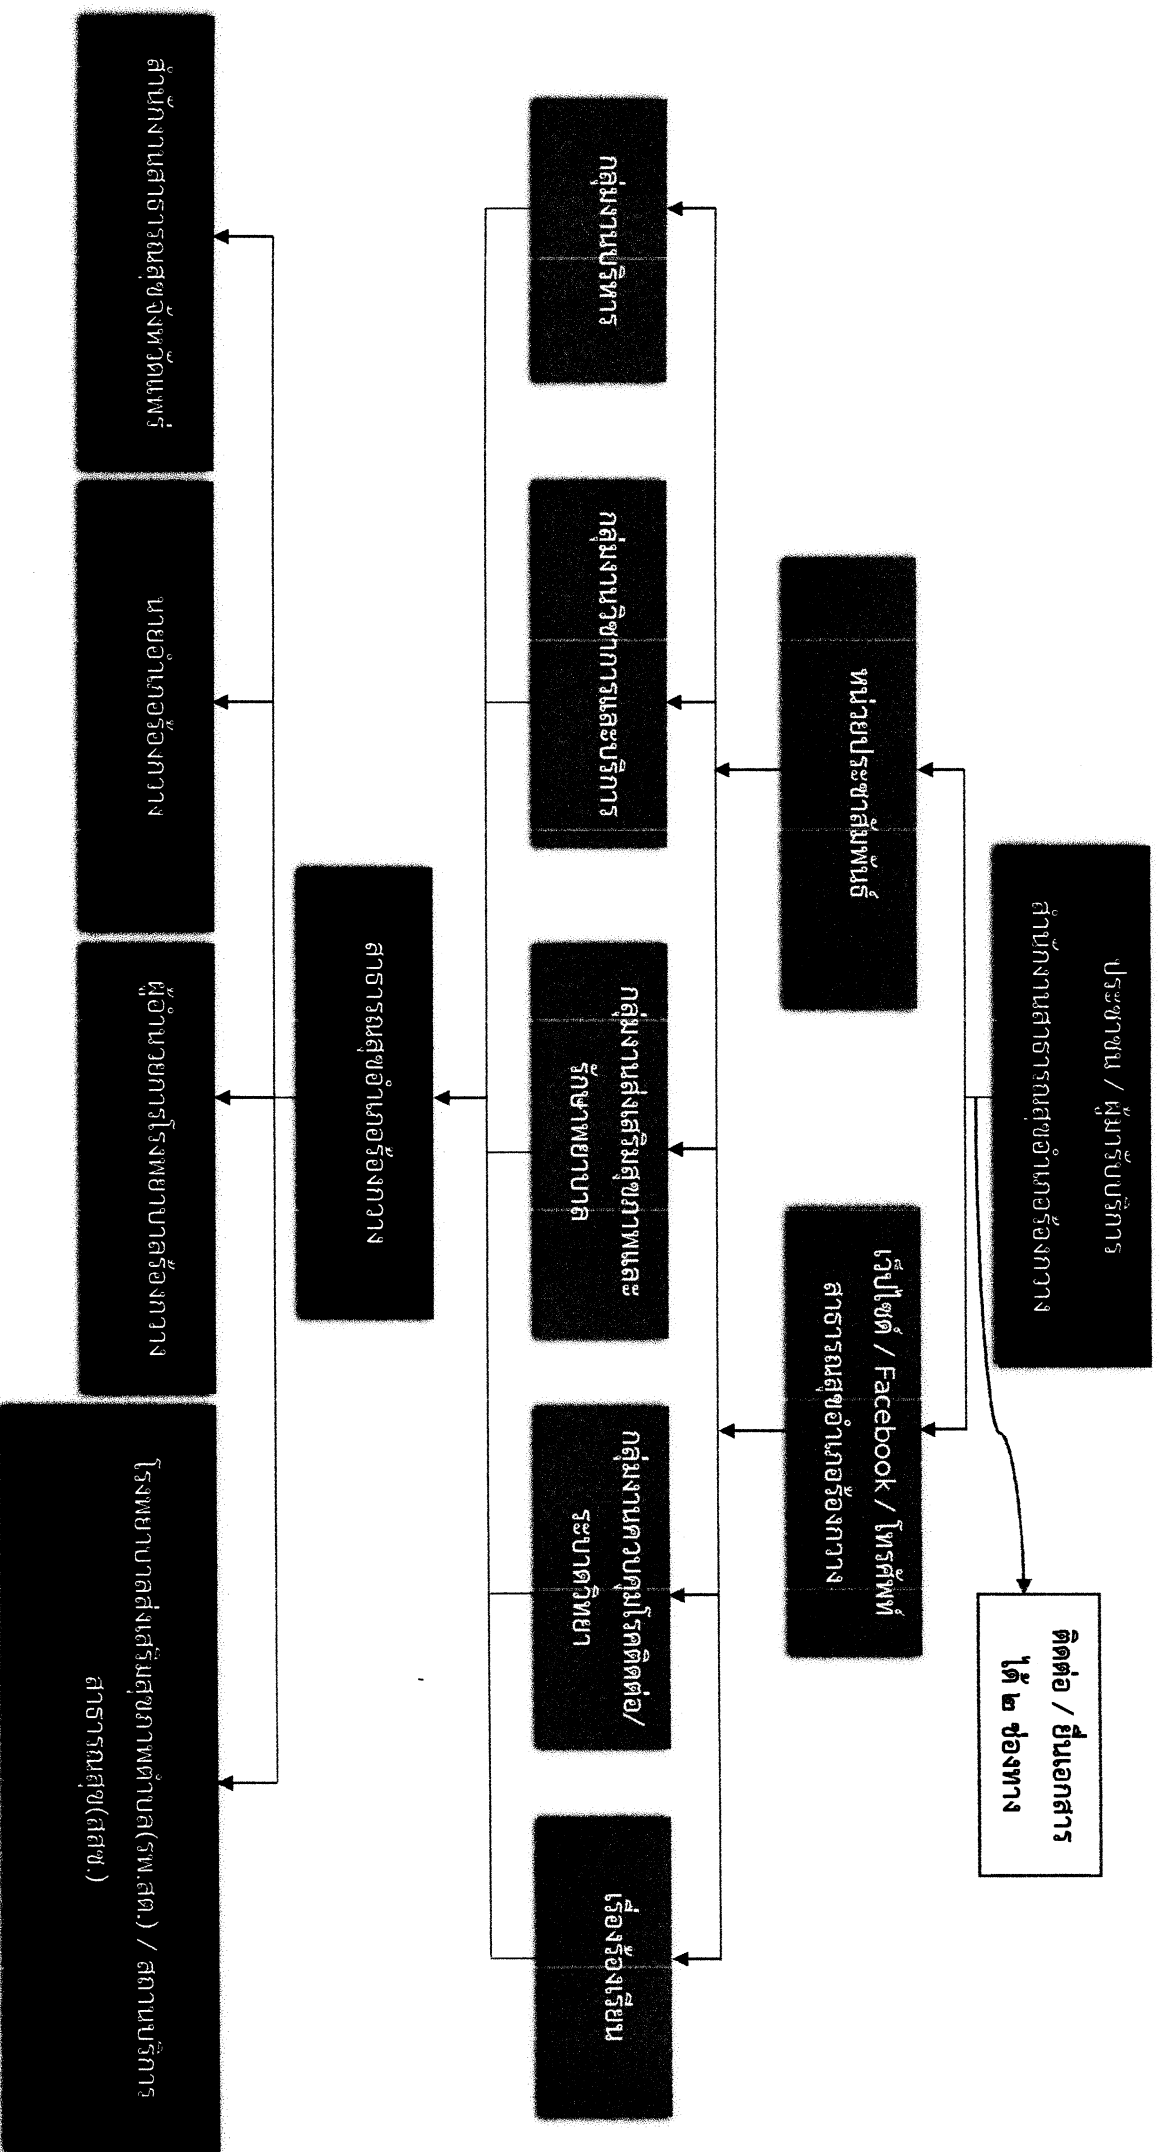 ประชาชน / ผู้มารับบริการ
สำนักงานสาธารณสุขอำเภอร้องกวาง
ติดต่อ / ยื่นเอกสาร
ได้ ๒ ช่องทาง
หน่วยประชาสัมพันธ์
เว็ปไซด์ / Facebook / โทรศัพท์
สาธารณสุขอำเภอร้องกวาง
กลุ่มงานบริหาร
กลุ่มงานวิชาการและบริการ
กลุ่มงานส่งเสริมสุขภาพและ
รักษาพยาบาล
กลุ่มงานควบคุมโรคติดต่อ/
ระบาดวิทยา
เรื่องร้องเรียน
สาธารณสุขอำเภอร้องกวาง
สำนักงานสาธารณสุขจังหวัดแพร่
นายอำเภอร้องกวาง
ผู้อำนวยการโรงพยาบาลร้องกวาง
โรงพยาบาลส่งเสริมสุขภาพตำบล(รพ.สต.) / สถานบริการ
สาธารณสุข(สสช.)